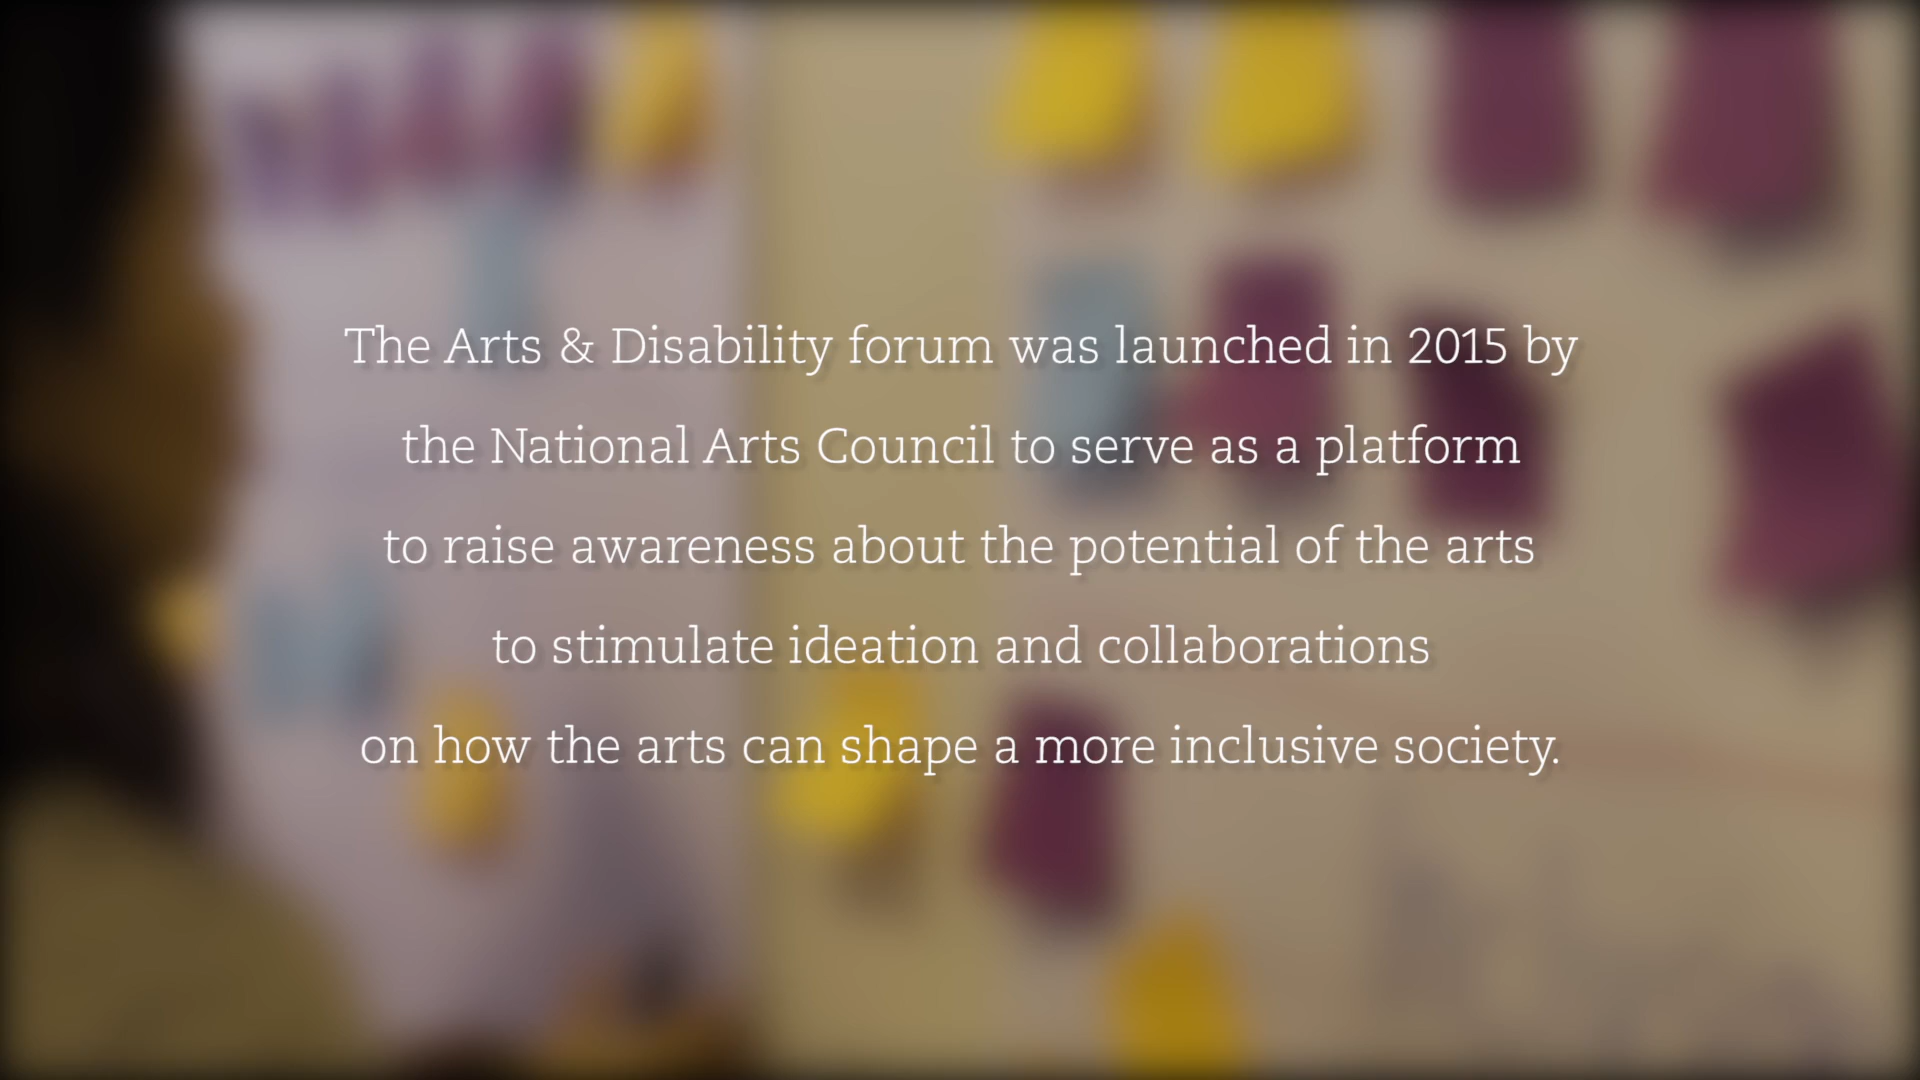 The Arts & Disability forum was launched in 2015 by
the National Arts Council to serve as a platform
to raise awareness about the potential of the arts
to stimulate ideation and collaborations
on how the arts can shape a more inclusive society.